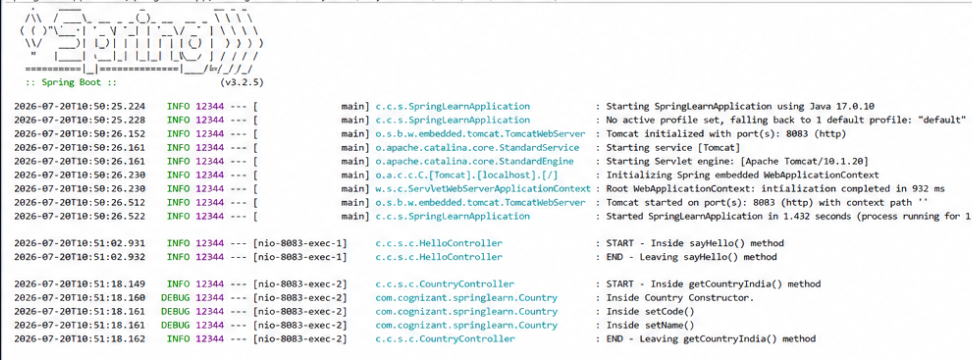 :: Spring Boot :: (v3.2.5)
2026-07-20T10:50:25.224 INFO 12344 --- [ main] c.c.s.SpringLearnApplication : Starting SpringLearnApplication using Java 17.0.10
2026-07-20T10:50:25.228 INFO 12344 --- [ main] c.c.s.SpringLearnApplication : No active profile set, falling back to 1 default profile: "default"
2026-07-20T10:50:26.152 INFO 12344 --- [ main] o.s.b.w.embedded.tomcat.TomcatWebServer : Tomcat initialized with port(s): 8083 (http)
2026-07-20T10:50:26.161 INFO 12344 --- [ main] o.apache.catalina.core.StandardService : Starting service [Tomcat]
2026-07-20T10:50:26.161 INFO 12344 --- [ main] o.apache.catalina.core.StandardEngine : Starting Servlet engine: [Apache Tomcat/10.1.20]
2026-07-20T10:50:26.230 INFO 12344 --- [ main] o.a.c.c.C.[Tomcat].[localhost].[/] : Initializing Spring embedded WebApplicationContext
2026-07-20T10:50:26.230 INFO 12344 --- [ main] w.s.c.ServletWebServerApplicationContext : Root WebApplicationContext: intialization completed in 932 ms
2026-07-20T10:50:26.512 INFO 12344 --- [ main] o.s.b.w.embedded.tomcat.TomcatWebServer : Tomcat started on port(s): 8083 (http) with context path ''
2026-07-20T10:50:26.522 INFO 12344 --- [ main] c.c.s.SpringLearnApplication : Started SpringLearnApplication in 1.432 seconds (process running for 1
2026-07-20T10:51:02.931 INFO 12344 --- [nio-8083-exec-1] c.c.s.c.HelloController : START - Inside sayHello() method
2026-07-20T10:51:02.932 INFO 12344 --- [nio-8083-exec-1] c.c.s.c.HelloController : END - Leaving sayHello() method
2026-07-20T10:51:18.149 INFO 12344 --- [nio-8083-exec-2] c.c.s.c.CountryController : START - Inside getCountryIndia() method
2026-07-20T10:51:18.160 DEBUG 12344 --- [nio-8083-exec-2] com.cognizant.springlearn.Country : Inside Country Constructor.
2026-07-20T10:51:18.161 DEBUG 12344 --- [nio-8083-exec-2] com.cognizant.springlearn.Country : Inside setCode()
2026-07-20T10:51:18.161 DEBUG 12344 --- [nio-8083-exec-2] com.cognizant.springlearn.Country : Inside setName()
2026-07-20T10:51:18.162 INFO 12344 --- [nio-8083-exec-2] c.c.s.c.CountryController : END - Leaving getCountryIndia() method